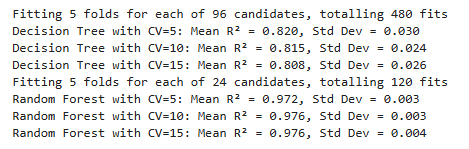 Fitting 5 folds for each of 96 candidates, totalling 480 fits
Decision Tree with CV=5: Mean R² = 0.820, Std Dev = 0.030
Decision Tree with CV=10: Mean R² = 0.815, Std Dev = 0.024
Decision Tree with CV=15: Mean R² = 0.808, Std Dev = 0.026
Fitting 5 folds for each of 24 candidates, totalling 120 fits
Random Forest with CV=5: Mean R² = 0.972, Std Dev = 0.003
Random Forest with CV=10: Mean R² = 0.976, Std Dev = 0.003
Random Forest with CV=15: Mean R² = 0.976, Std Dev = 0.004